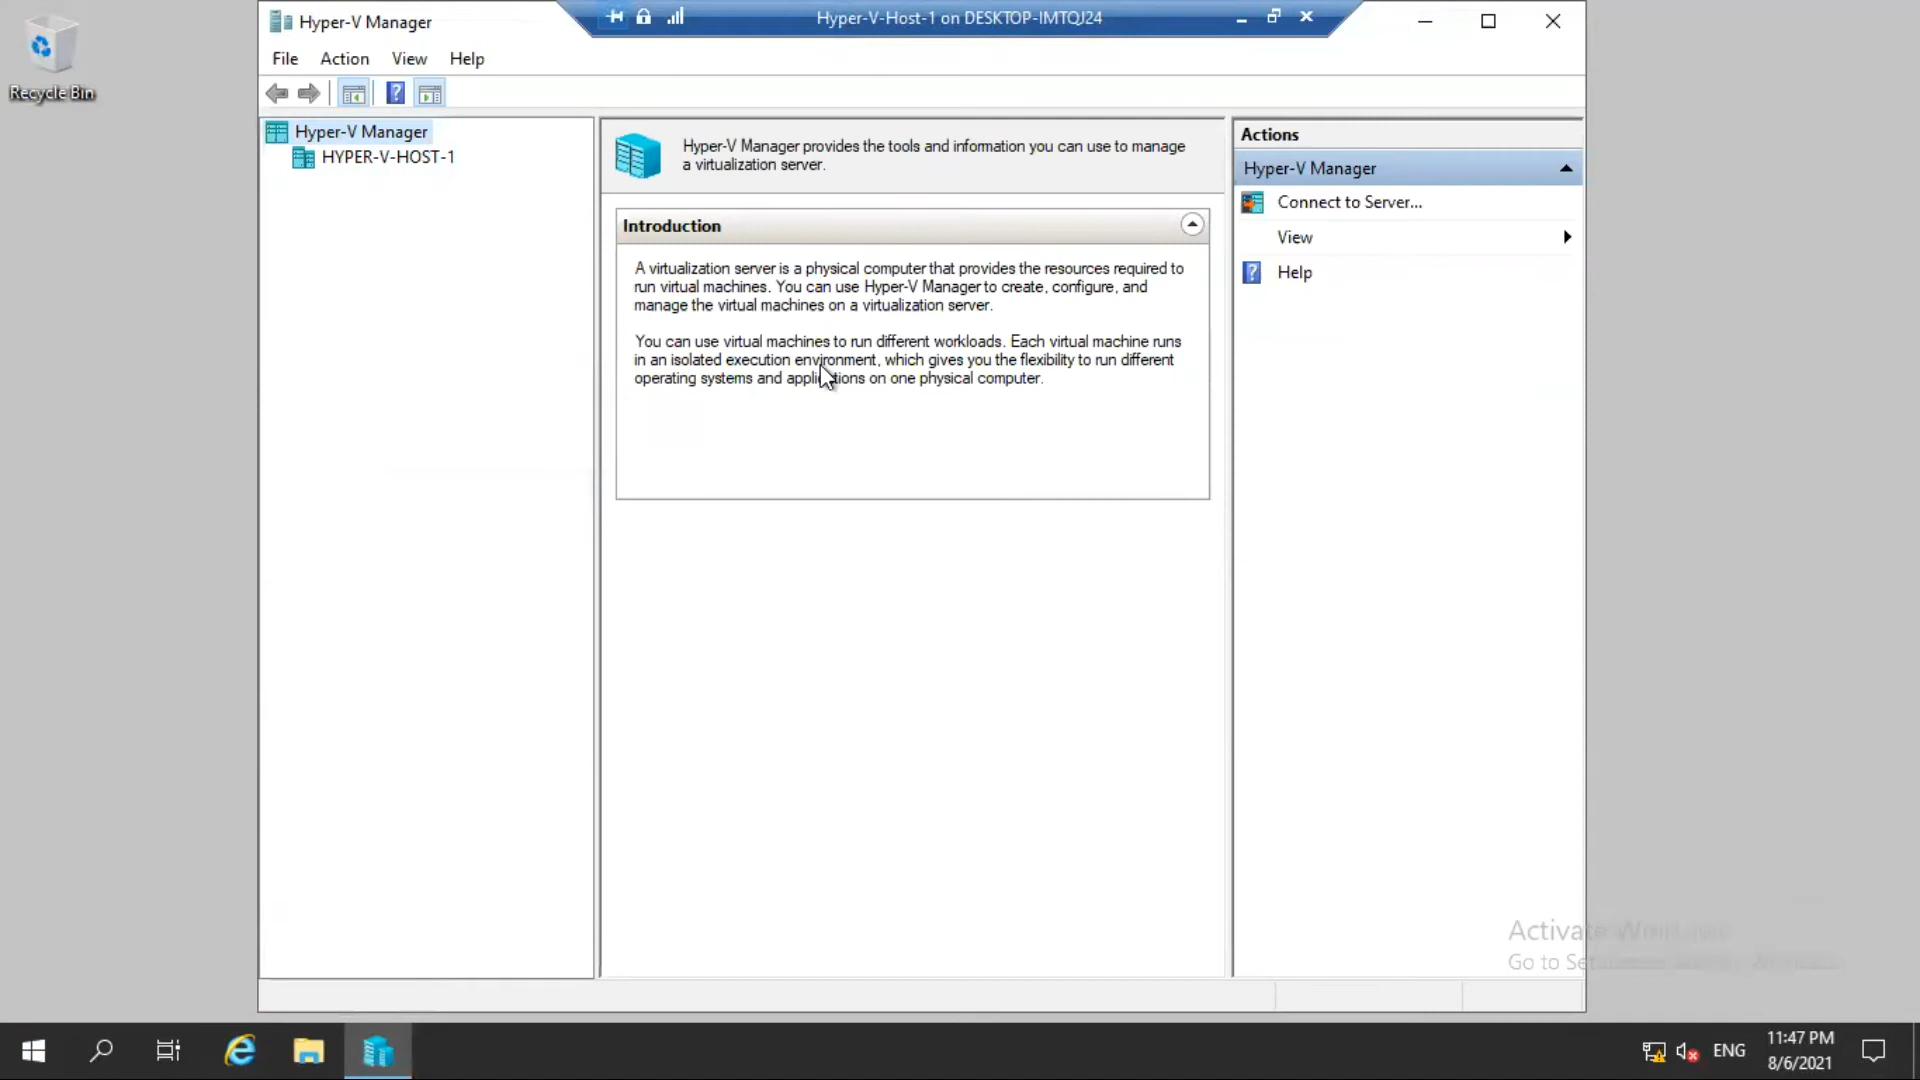 Hyper-V Manager
Hyper-V-Host-1 on DESKTOP-IMTQJ24
File Action View Help
Recycle Bin
Hyper-V Manager
HYPER-V-HOST-1
Hyper-V Manager provides the tools and information you can use to manage
a virtualization server.
Introduction
A virtualization server is a physical computer that provides the resources required to
run virtual machines. You can use Hyper-V Manager to create, configure, and
manage the virtual machines on a virtualization server.
You can use virtual machines to run different workloads. Each virtual machine runs
in an isolated execution environment, which gives you the flexibility to run different
operating systems and applications on one physical computer.
Actions
Hyper-V Manager
Connect to Server...
View
Help
Activate Windows
Go to
ENG
11:47 PM
8/6/2021